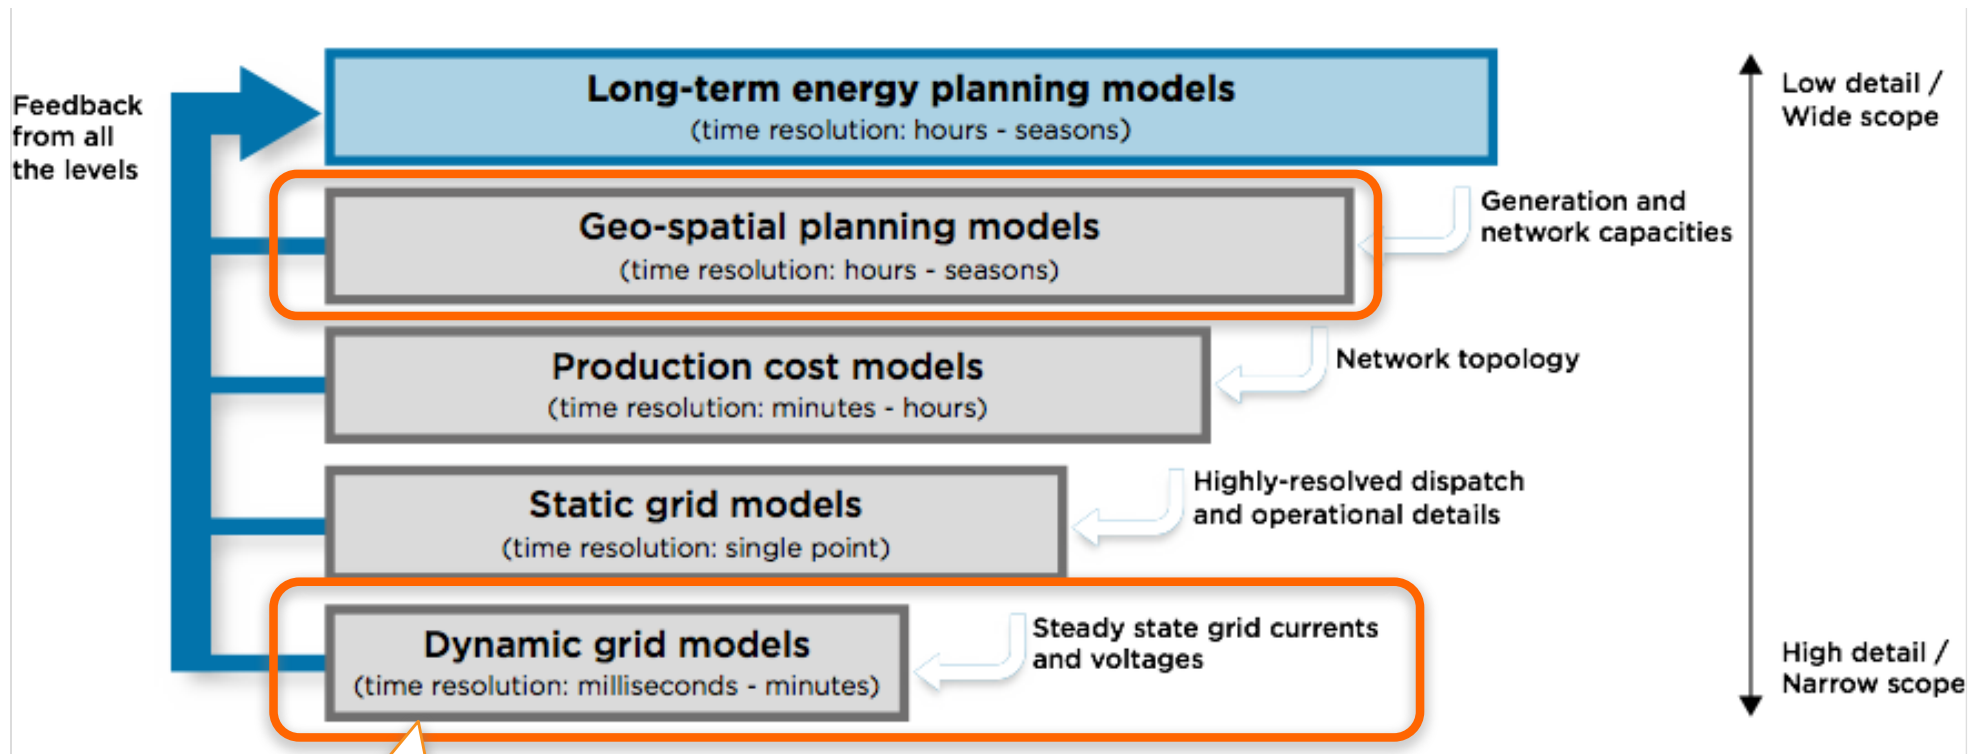 Feedback
from all
the levels
Long-term energy planning models
(time resolution: hours - seasons)
Low detail /
Wide scope
Geo-spatial planning models
(time resolution: hours - seasons)
Generation and
network capacities
Production cost models
(time resolution: minutes - hours)
Network topology
Static grid models
(time resolution: single point)
Highly-resolved dispatch
and operational details
Dynamic grid models
(time resolution: milliseconds - minutes)
Steady state grid currents
and voltages
High detail /
Narrow scope